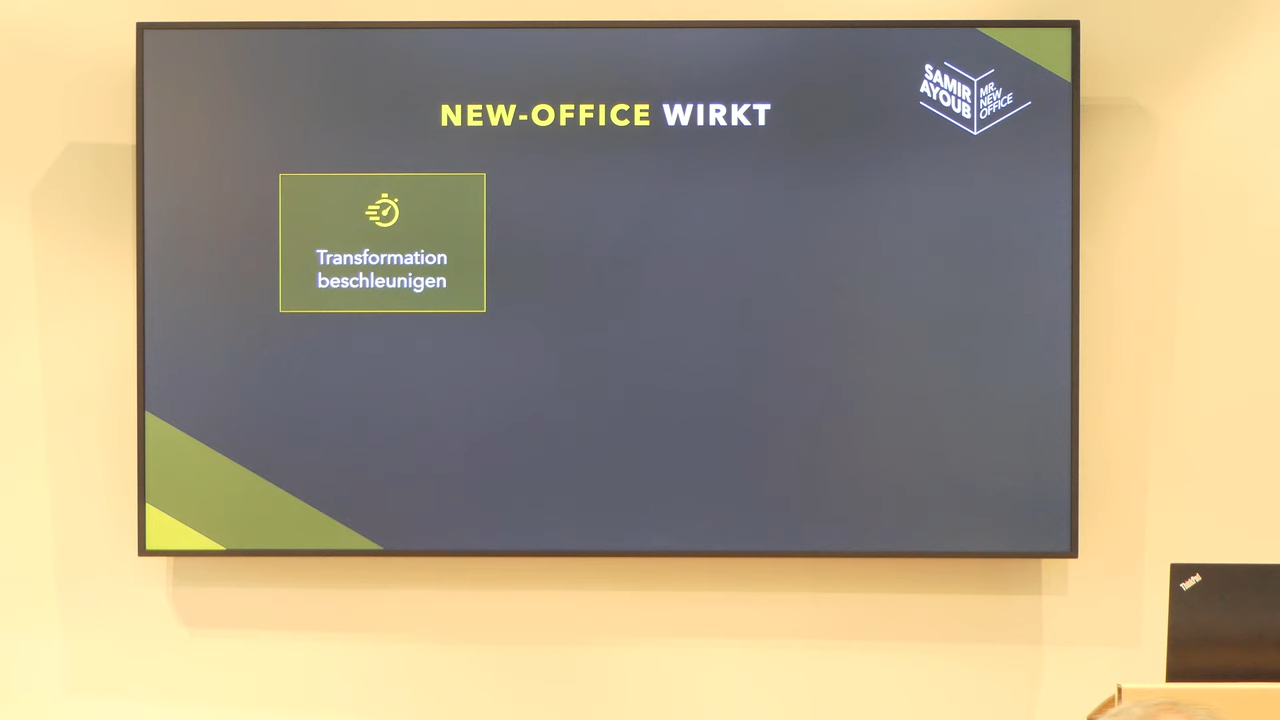 NEW-OFFICE WIRKT
SAMIR
AYOUB
MR.
NEW
OFFICE
Transformation
beschleunigen
ThinkPad